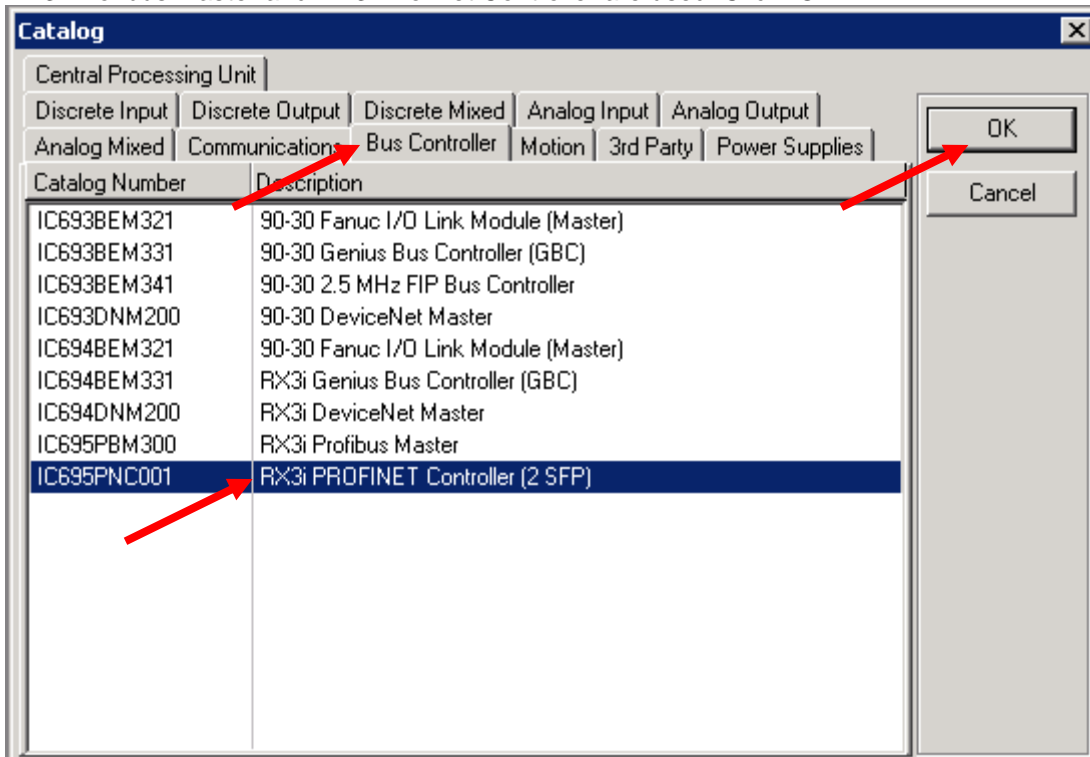 Catalog
Central Processing Unit
Discrete Input Discrete Output Discrete Mixed Analog Input Analog Output
Analog Mixed Communications Bus Controller Motion 3rd Party Power Supplies
OK
Cancel
Catalog Number Description
IC693BEM321 90-30 Fanuc I/O Link Module (Master)
IC693BEM331 90-30 Genius Bus Controller (GBC)
IC693BEM341 90-30 2.5 MHz FIP Bus Controller
IC693DNM200 90-30 DeviceNet Master
IC694BEM321 90-30 Fanuc I/O Link Module (Master)
IC694BEM331 RX3i Genius Bus Controller (GBC)
IC694DNM200 RX3i DeviceNet Master
IC695PBM300 RX3i Profibus Master
IC695PNC001 RX3i PROFINET Controller (2 SFP)